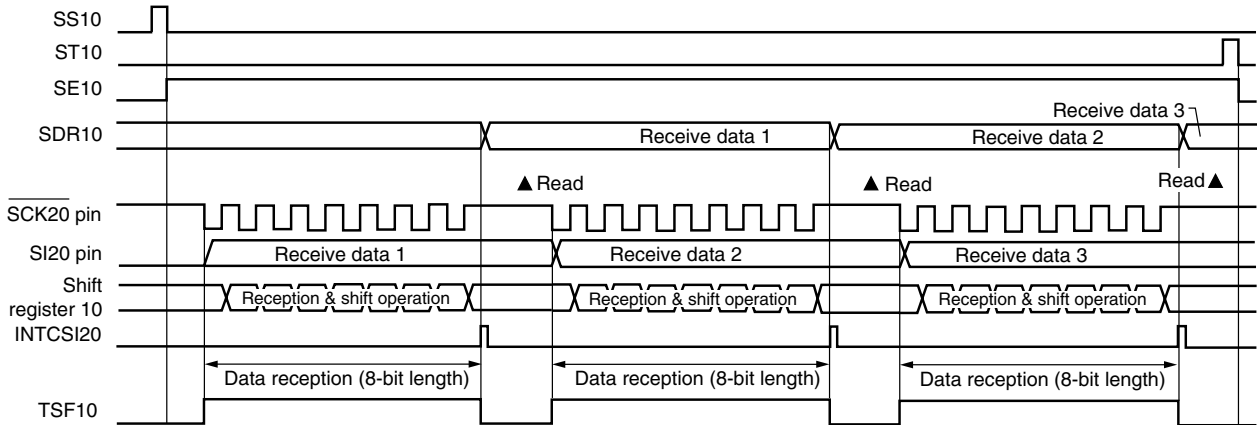 SS10
ST10
SE10
Receive data 3
SDR10
Receive data 1
Receive data 2
▲ Read
▲ Read
Read ▲
SCK20 pin
SI20 pin
Receive data 1
Receive data 2
Receive data 3
Shift
register 10
Reception & shift operation
Reception & shift operation
Reception & shift operation
INTCSI20
Data reception (8-bit length)
Data reception (8-bit length)
Data reception (8-bit length)
TSF10